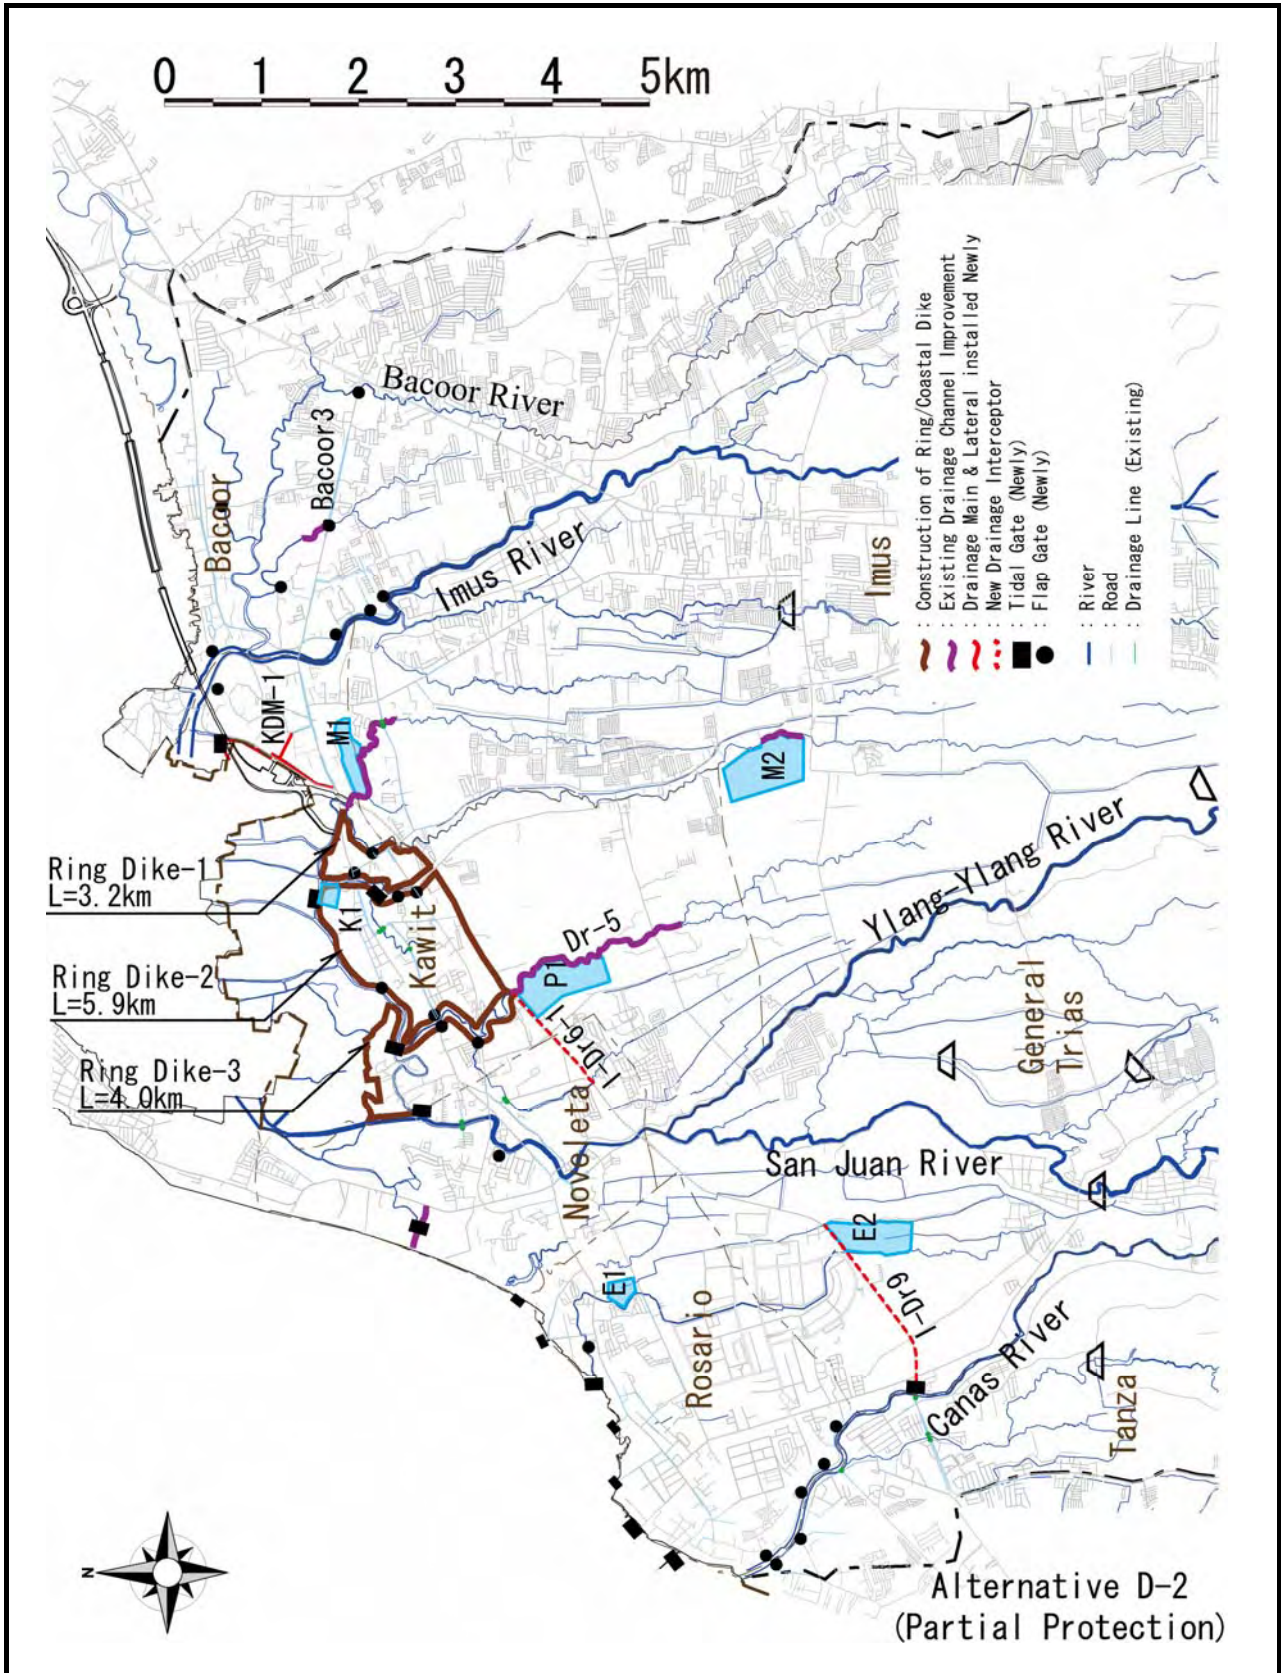 0 1 2 3 4 5km
Bacoor River
Bacoor3
Bacoor
Imus River
Imus
: Construction of Ring/Coastal Dike
: Existing Drainage Channel Improvement
: Drainage Main & Lateral installed Newly
: New Drainage Interceptor
: Tidal Gate (Newly)
: Flap Gate (Newly)
: River
: Road
: Drainage Line (Existing)
KDM-1
M1
M2
Ring Dike-1
L=3.2km
K1
Kawit
Ring Dike-2
L=5.9km
Dr-5
P1
I-Dr6-1
Ylang-Ylang River
General
Trias
Ring Dike-3
L=4.0km
Noveleta
San Juan River
E1
E2
I-Dr9
Rosario
Canas River
Tanza
N
Alternative D-2
(Partial Protection)